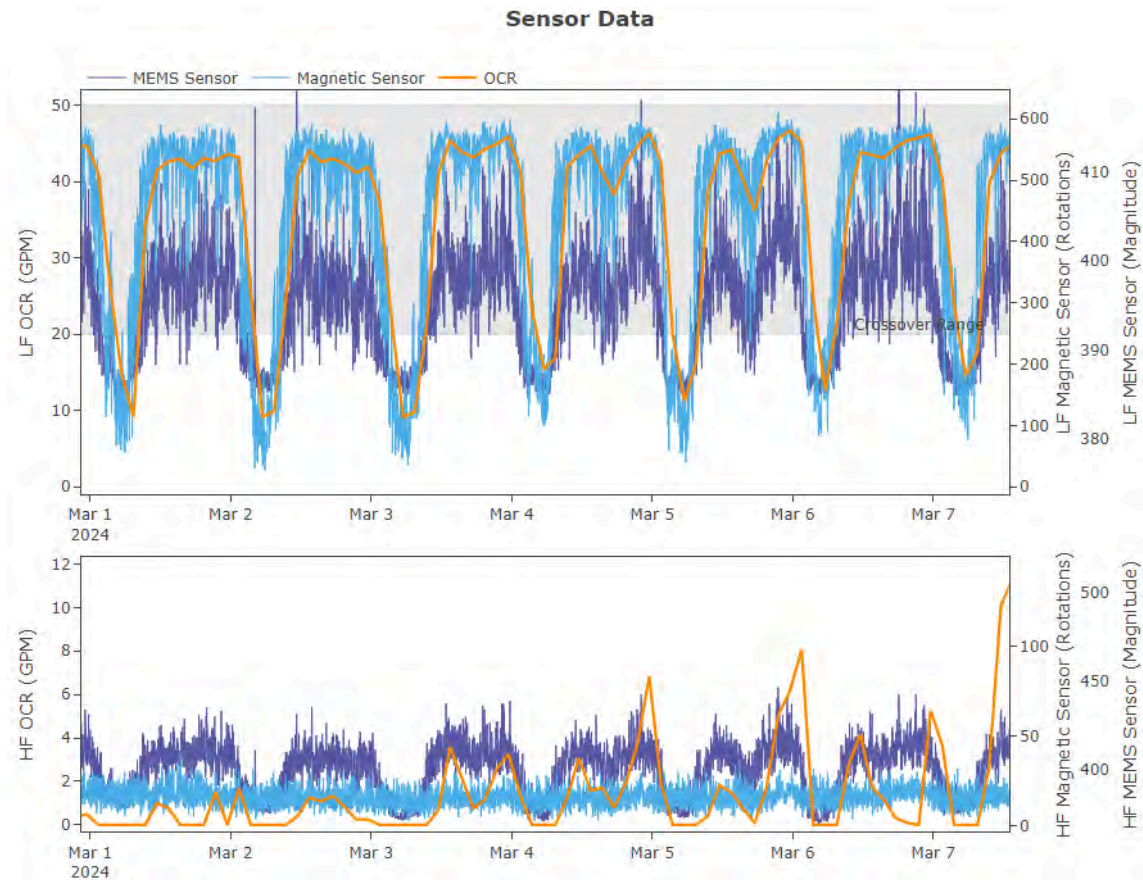 Sensor Data
MEMS Sensor Magnetic Sensor OCR
LF OCR (GPM)
50
40
30
20
10
0
Crossover Range
600
500
400
300
200
100
0
LF Magnetic Sensor (Rotations)
410
400
390
380
LF MEMS Sensor (Magnitude)
Mar 1 Mar 2 Mar 3 Mar 4 Mar 5 Mar 6 Mar 7
2024
HF OCR (GPM)
12
10
8
6
4
2
0
100
50
0
HF Magnetic Sensor (Rotations)
500
450
400
HF MEMS Sensor (Magnitude)
Mar 1 Mar 2 Mar 3 Mar 4 Mar 5 Mar 6 Mar 7
2024